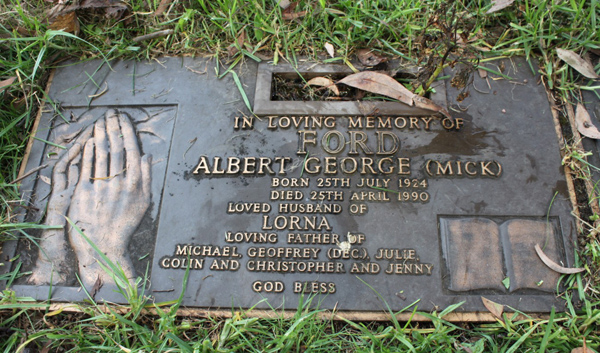 IN LOVING MEMORY OF
FORD
ALBERT GEORGE (MICK)
BORN 25TH JULY 1924
DIED 25TH APRIL 1990
LOVED HUSBAND OF
LORNA
LOVING FATHER OF
MICHAEL, GEOFFREY (DEC.), JULIE,
COLIN AND CHRISTOPHER AND JENNY
GOD BLESS